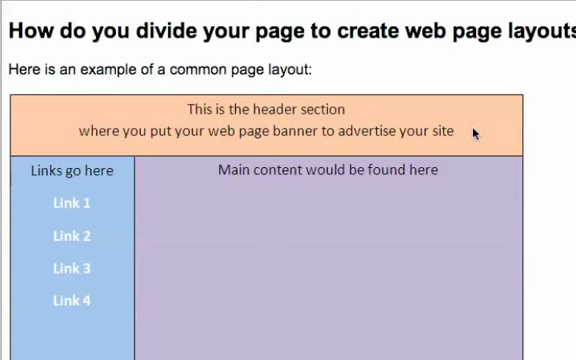 How do you divide your page to create web page layouts
Here is an example of a common page layout:
This is the header section
where you put your web page banner to advertise your site
Links go here
Link 1
Link 2
Link 3
Link 4
Main content would be found here